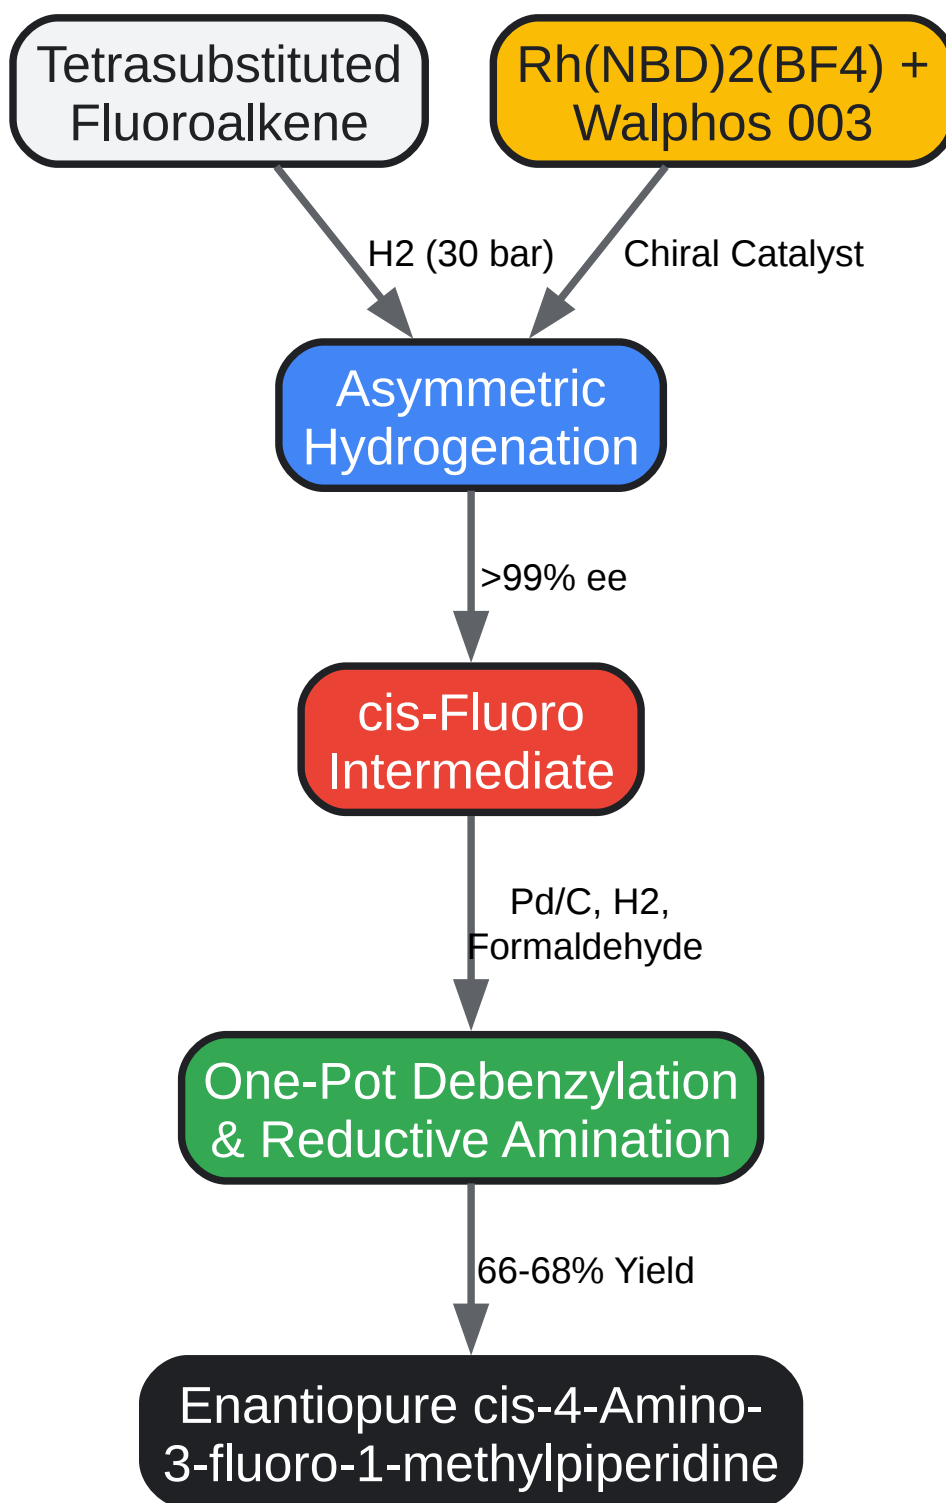 Tetrasubstituted
Fluoroalkene
Rh(NBD)2(BF4) +
Walphos 003
H2 (30 bar)
Chiral Catalyst
Asymmetric
Hydrogenation
>99% ee
cis-Fluoro
Intermediate
Pd/C, H2,
Formaldehyde
One-Pot Debenzylation
& Reductive Amination
66-68% Yield
Enantiopure cis-4-Amino-
3-fluoro-1-methylpiperidine